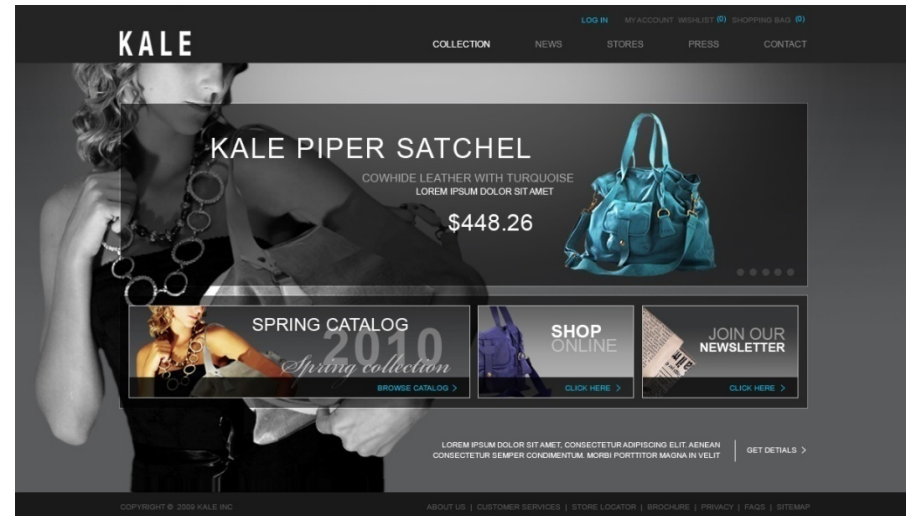 LOG IN MY ACCOUNT WISHLIST (0) SHOPPING BAG (0)
KALE
COLLECTION NEWS STORES PRESS CONTACT
KALE PIPER SATCHEL
COWHIDE LEATHER WITH TURQUOISE
LOREM IPSUM DOLOR SIT AMET
$448.26
SPRING CATALOG
2010
Spring collection
BROWSE CATALOG >
SHOP
ONLINE
CLICK HERE >
JOIN OUR
NEWSLETTER
CLICK HERE >
LOREM IPSUM DOLOR SIT AMET, CONSECTETUR ADIPISCING ELIT. AENEAN
CONSECTETUR SEMPER CONDIMENTUM. MORBI PORTTITOR MAGNA IN VELIT
GET DETIALS >
COPYRIGHT © 2009 KALE INC
ABOUT US | CUSTOMER SERVICES | STORE LOCATOR | BROCHURE | PRIVACY | FAQS | SITEMAP